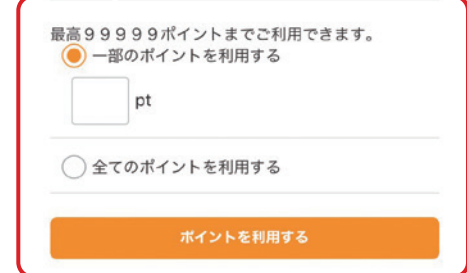 最高９９９９９ポイントまでご利用できます。
一部のポイントを利用する
pt
全てのポイントを利用する
ポイントを利用する